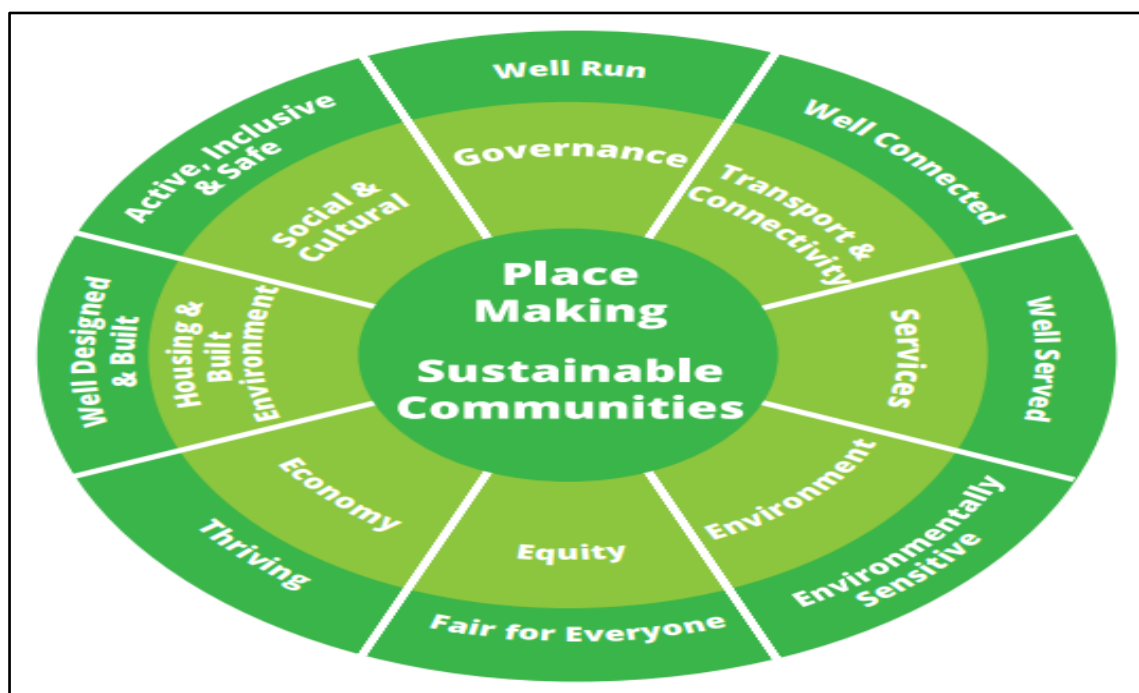 Place
Making
Sustainable
Communities
Well Run
Governance
Well Connected
Transport &
Connectivity
Well Served
Services
Environmentally
Sensitive
Environment
Fair for Everyone
Equity
Thriving
Economy
Well Designed
& Built
Housing &
Built
Environment
Active, Inclusive
& Safe
Social &
Cultural